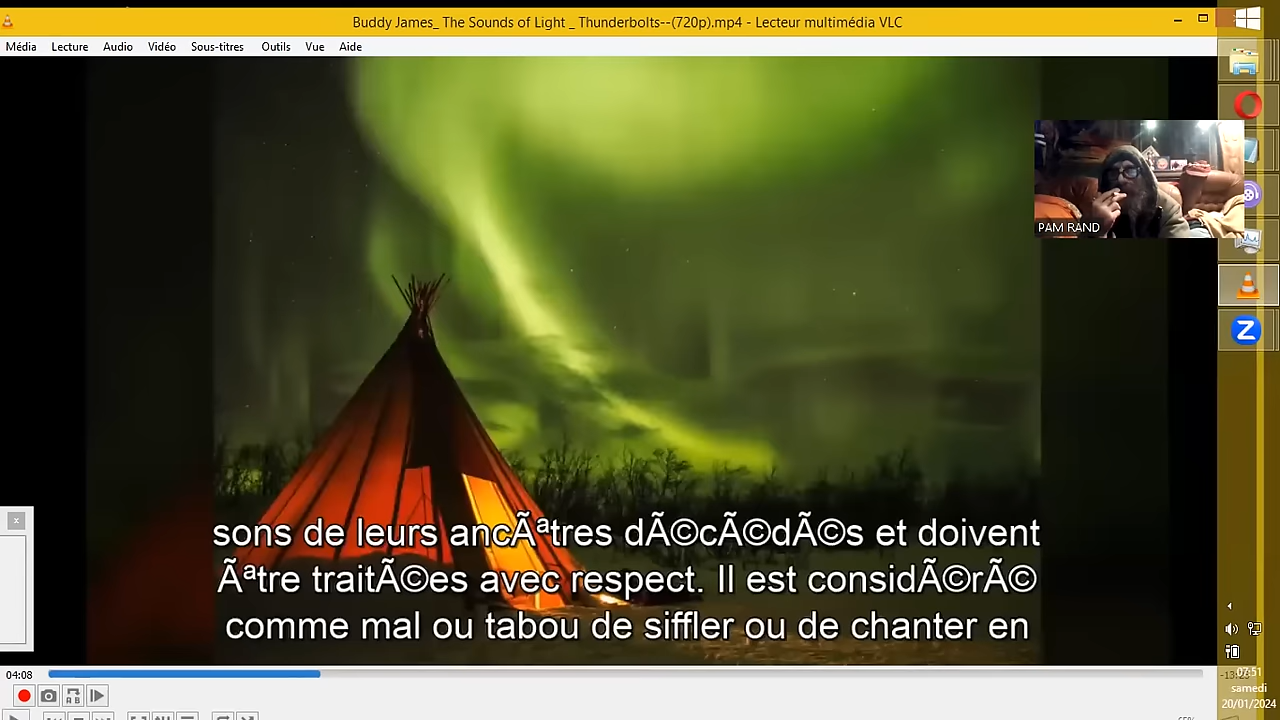 Buddy James_ The Sounds of Light _ Thunderbolts--(720p).mp4 - Lecteur multimédia VLC
Média Lecture Audio Vidéo Sous-titres Outils Vue Aide
PAM RAND
Z
x
sons de leurs ancÃªtres dÃ©cÃ©dÃ©s et doivent
Ãªtre traitÃ©es avec respect. Il est considÃ©rÃ©
comme mal ou tabou de siffler ou de chanter en
04:08
A B
07:51
samedi
20/01/2024